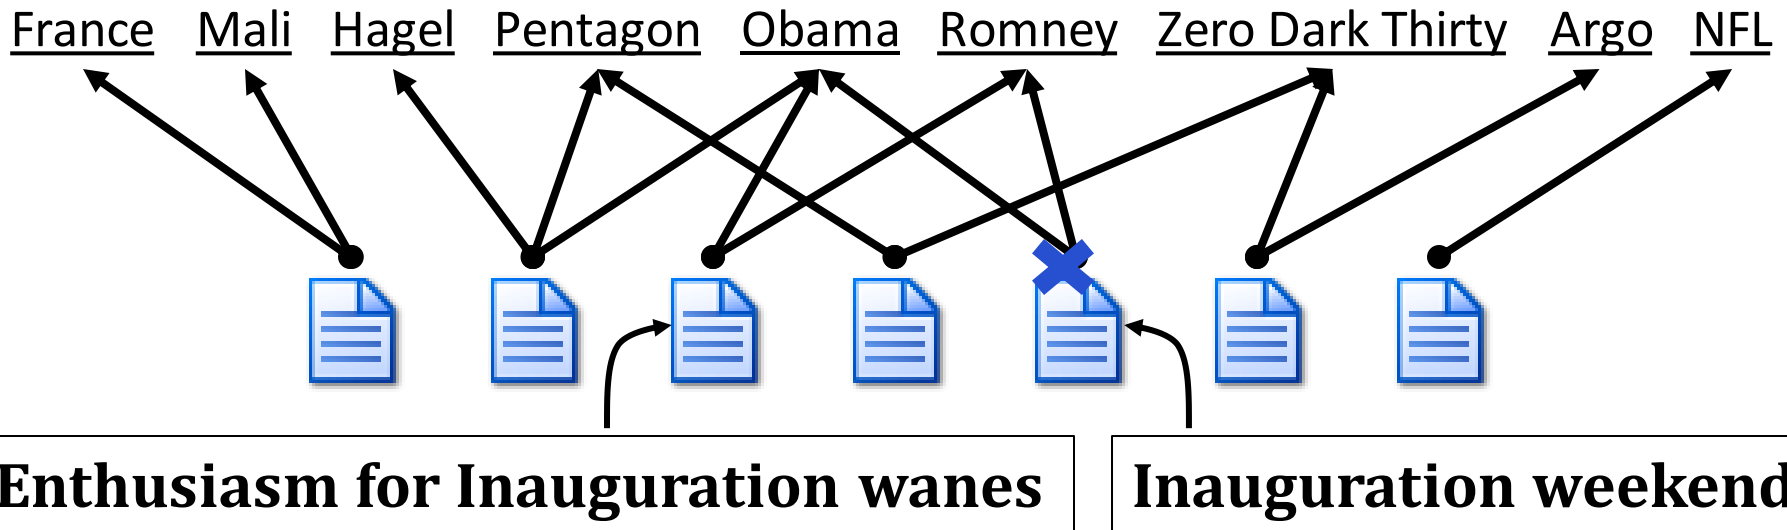 France Mali Hagel Pentagon Obama Romney Zero Dark Thirty Argo NFL
Enthusiasm for Inauguration wanes
Inauguration weekend